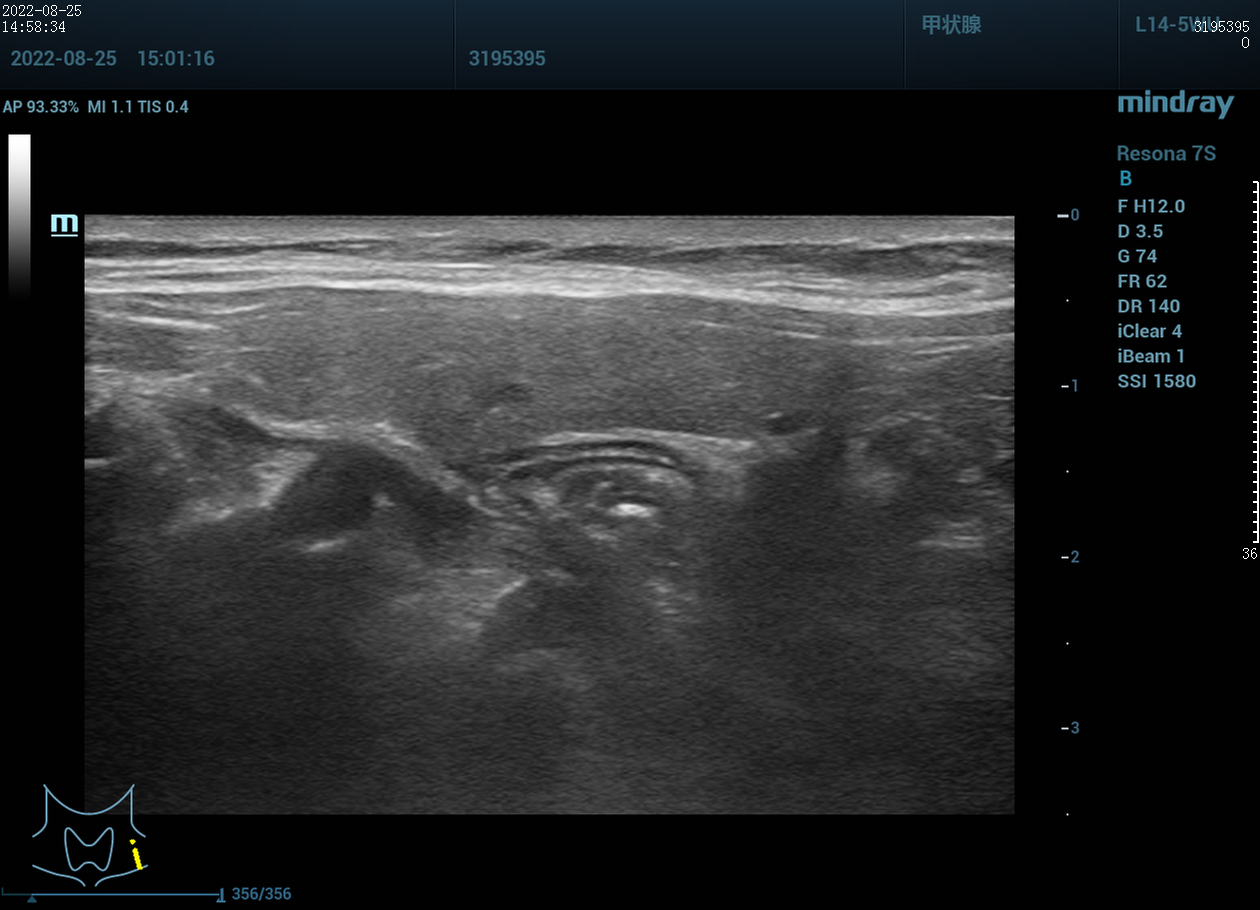 2022-08-25
14:58:34
2022-08-25 15:01:16
3195395
甲状腺
L14-5WU
3195395
0
AP 93.33% MI 1.1 TIS 0.4
mindray
Resona 7S
B
F H12.0
D 3.5
G 74
FR 62
DR 140
iClear 4
iBeam 1
SSI 1580
m
0
1
2
3
36
i
356/356